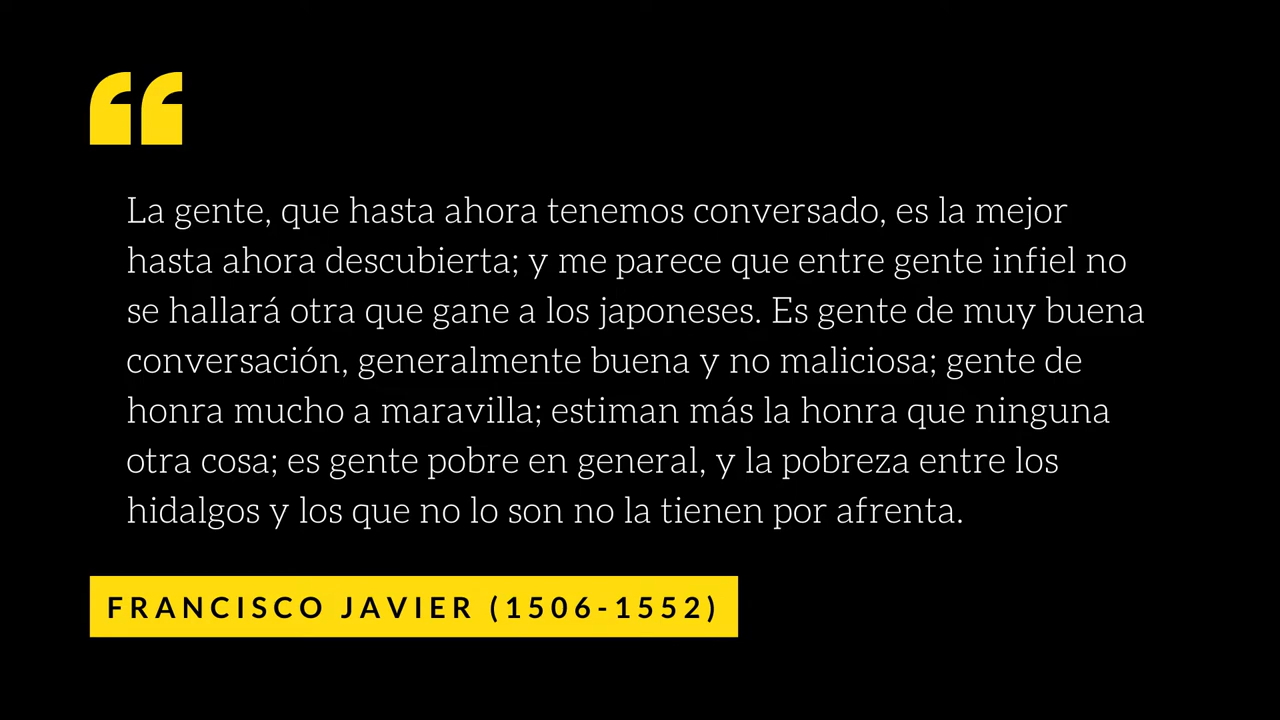 “
La gente, que hasta ahora tenemos conversado, es la mejor
hasta ahora descubierta; y me parece que entre gente infiel no
se hallará otra que gane a los japoneses. Es gente de muy buena
conversación, generalmente buena y no maliciosa; gente de
honra mucho a maravilla; estiman más la honra que ninguna
otra cosa; es gente pobre en general, y la pobreza entre los
hidalgos y los que no lo son no la tienen por afrenta.
FRANCISCO JAVIER (1506-1552)